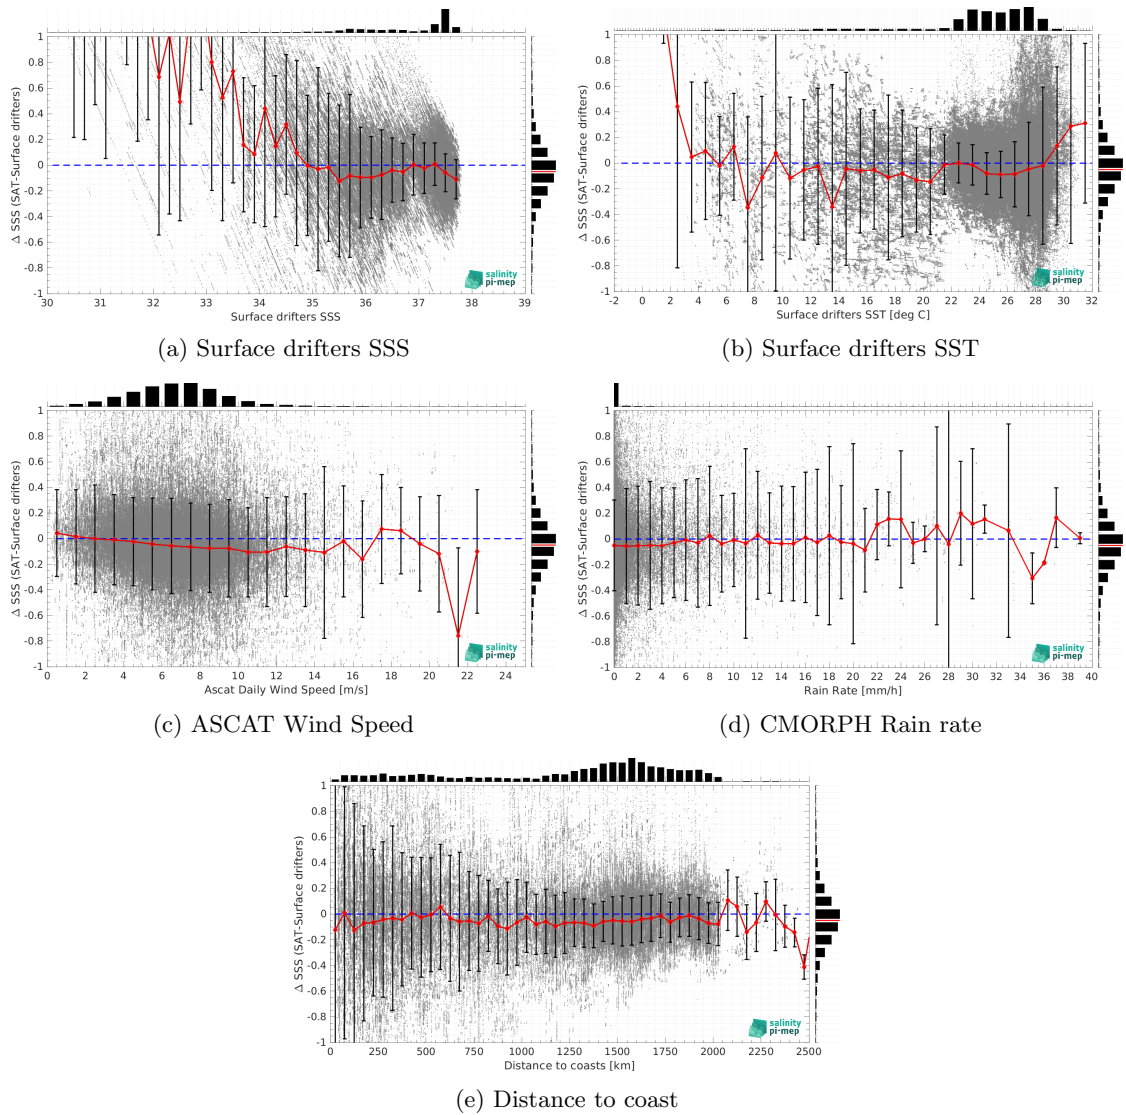 1
0.8
0.6
0.4
0.2
0
-0.2
-0.4
-0.6
-0.8
-1
Δ SSS (SAT-Surface drifters)
salinity
pi-mep
30 31 32 33 34 35 36 37 38 39
Surface drifters SSS
(a) Surface drifters SSS
1
0.8
0.6
0.4
0.2
0
-0.2
-0.4
-0.6
-0.8
-1
Δ SSS (SAT-Surface drifters)
salinity
pi-mep
-2 0 2 4 6 8 10 12 14 16 18 20 22 24 26 28 30 32
Surface drifters SST [deg C]
(b) Surface drifters SST
1
0.8
0.6
0.4
0.2
0
-0.2
-0.4
-0.6
-0.8
-1
Δ SSS (SAT-Surface drifters)
salinity
pi-mep
0 2 4 6 8 10 12 14 16 18 20 22 24
Ascat Daily Wind Speed [m/s]
(c) ASCAT Wind Speed
1
0.8
0.6
0.4
0.2
0
-0.2
-0.4
-0.6
-0.8
-1
Δ SSS (SAT-Surface drifters)
salinity
pi-mep
0 2 4 6 8 10 12 14 16 18 20 22 24 26 28 30 32 34 36 38 40
Rain Rate [mm/h]
(d) CMORPH Rain rate
1
0.8
0.6
0.4
0.2
0
-0.2
-0.4
-0.6
-0.8
-1
Δ SSS (SAT-Surface drifters)
salinity
pi-mep
0 250 500 750 1000 1250 1500 1750 2000 2250 2500
Distance to coasts [km]
(e) Distance to coast